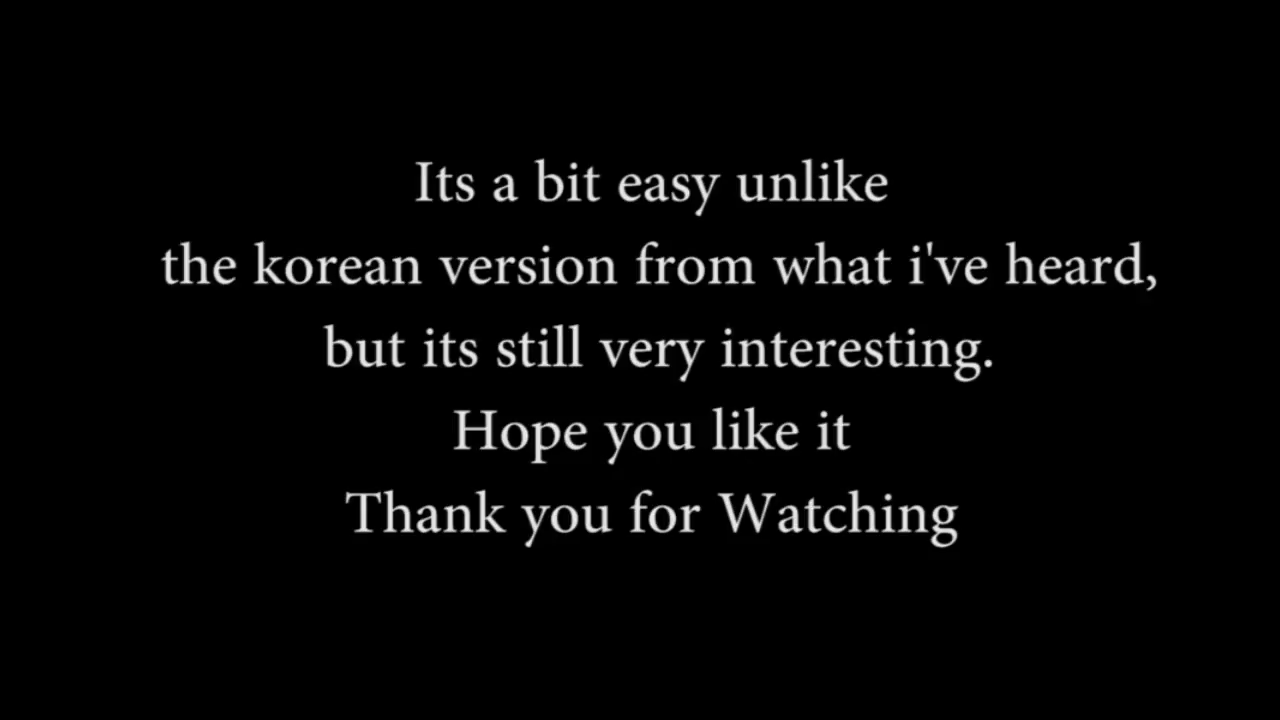 Its a bit easy unlike
the korean version from what i've heard,
but its still very interesting.
Hope you like it
Thank you for Watching